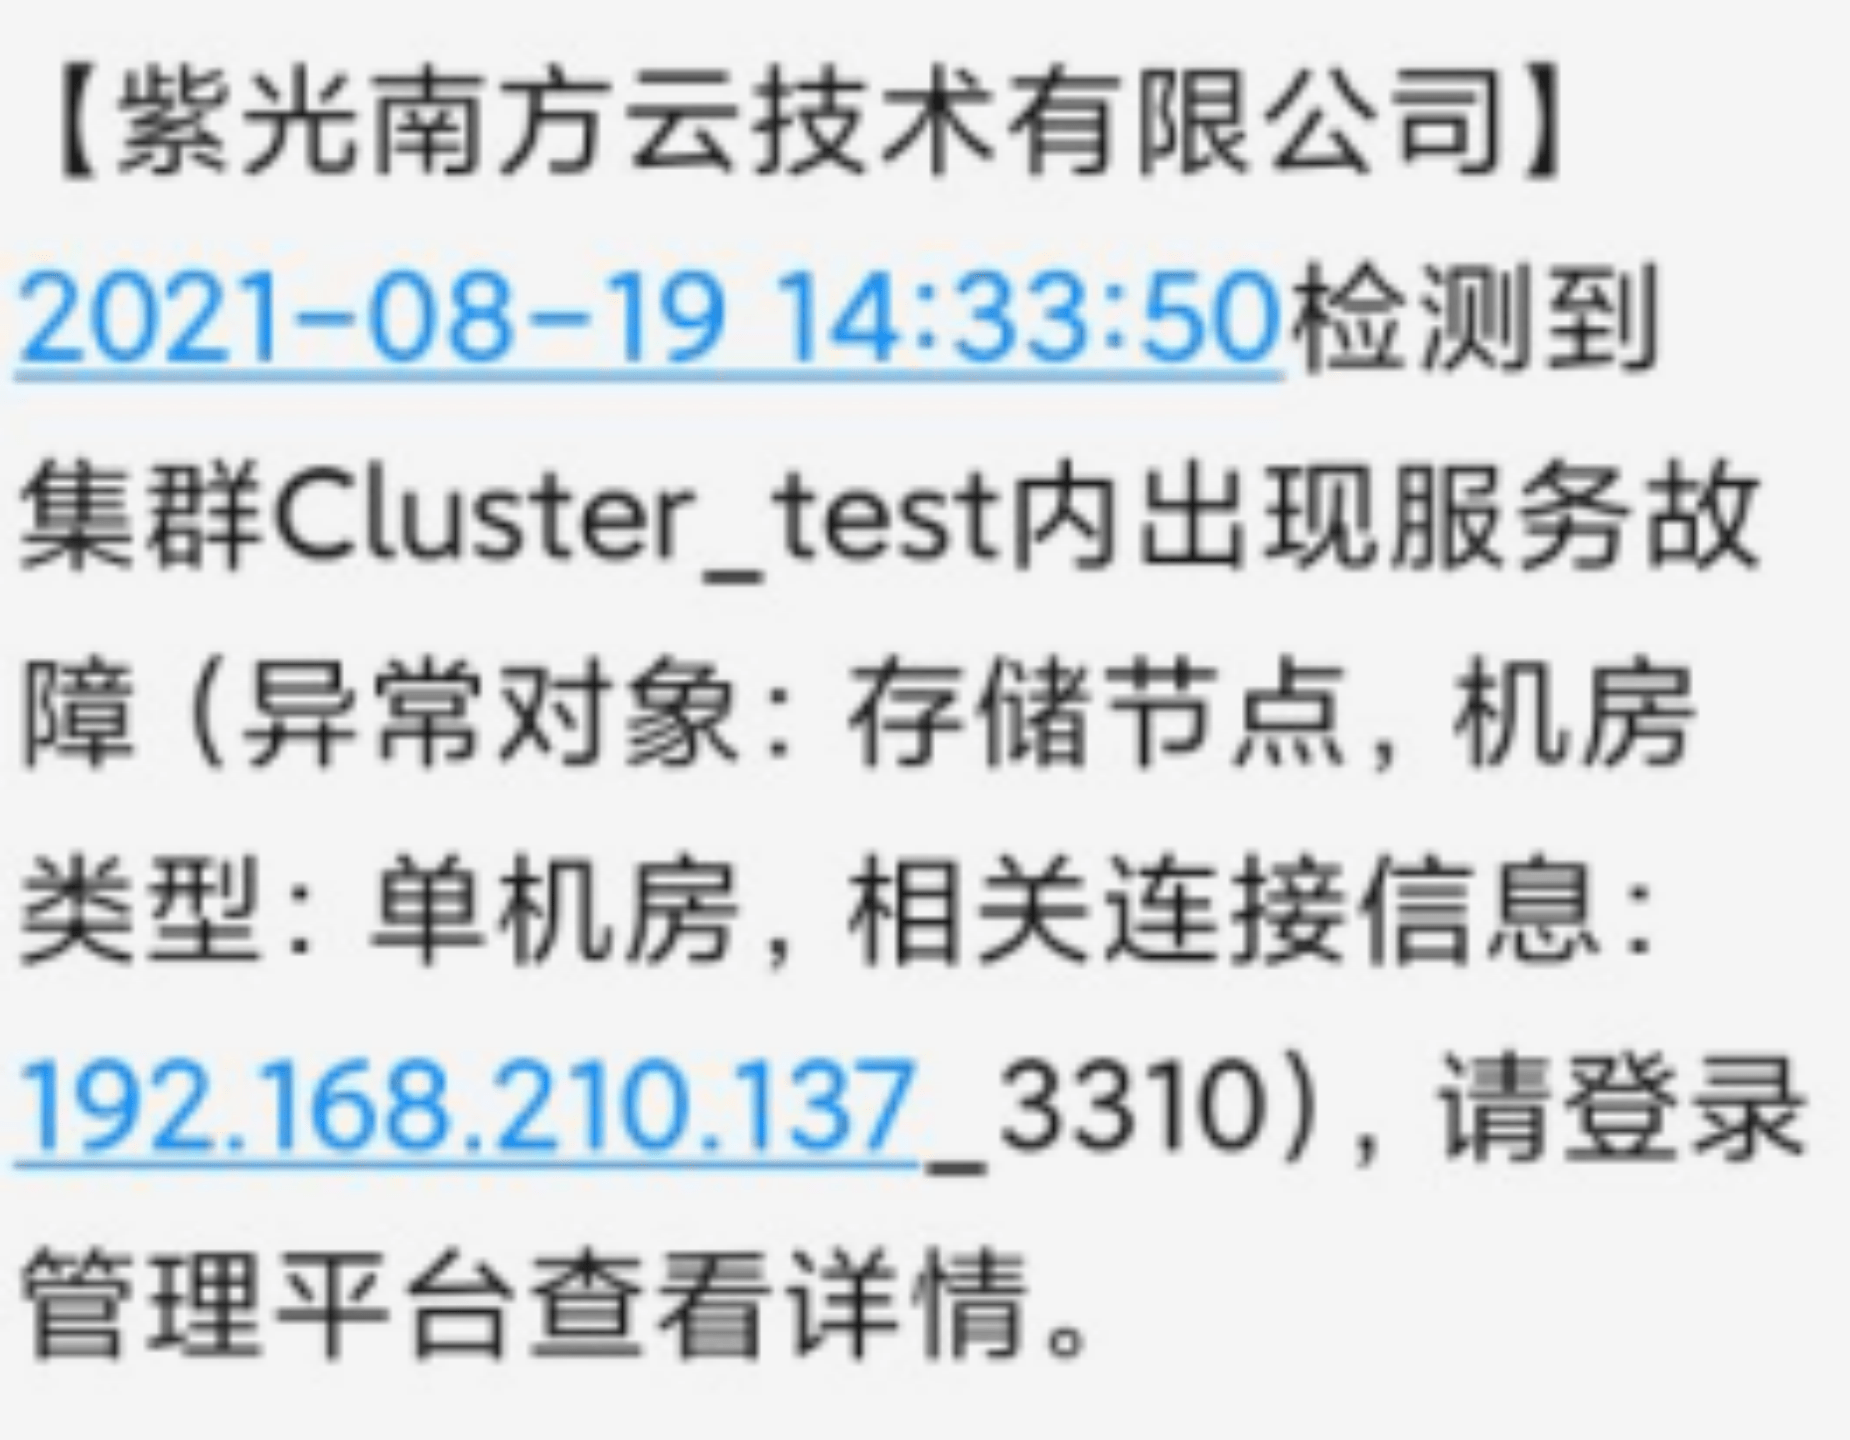 【紫光南方云技术有限公司】
2021-08-19 14:33:50检测到
集群Cluster_test内出现服务故
障（异常对象：存储节点，机房
类型：单机房，相关连接信息：
192.168.210.137_3310)，请登录
管理平台查看详情。